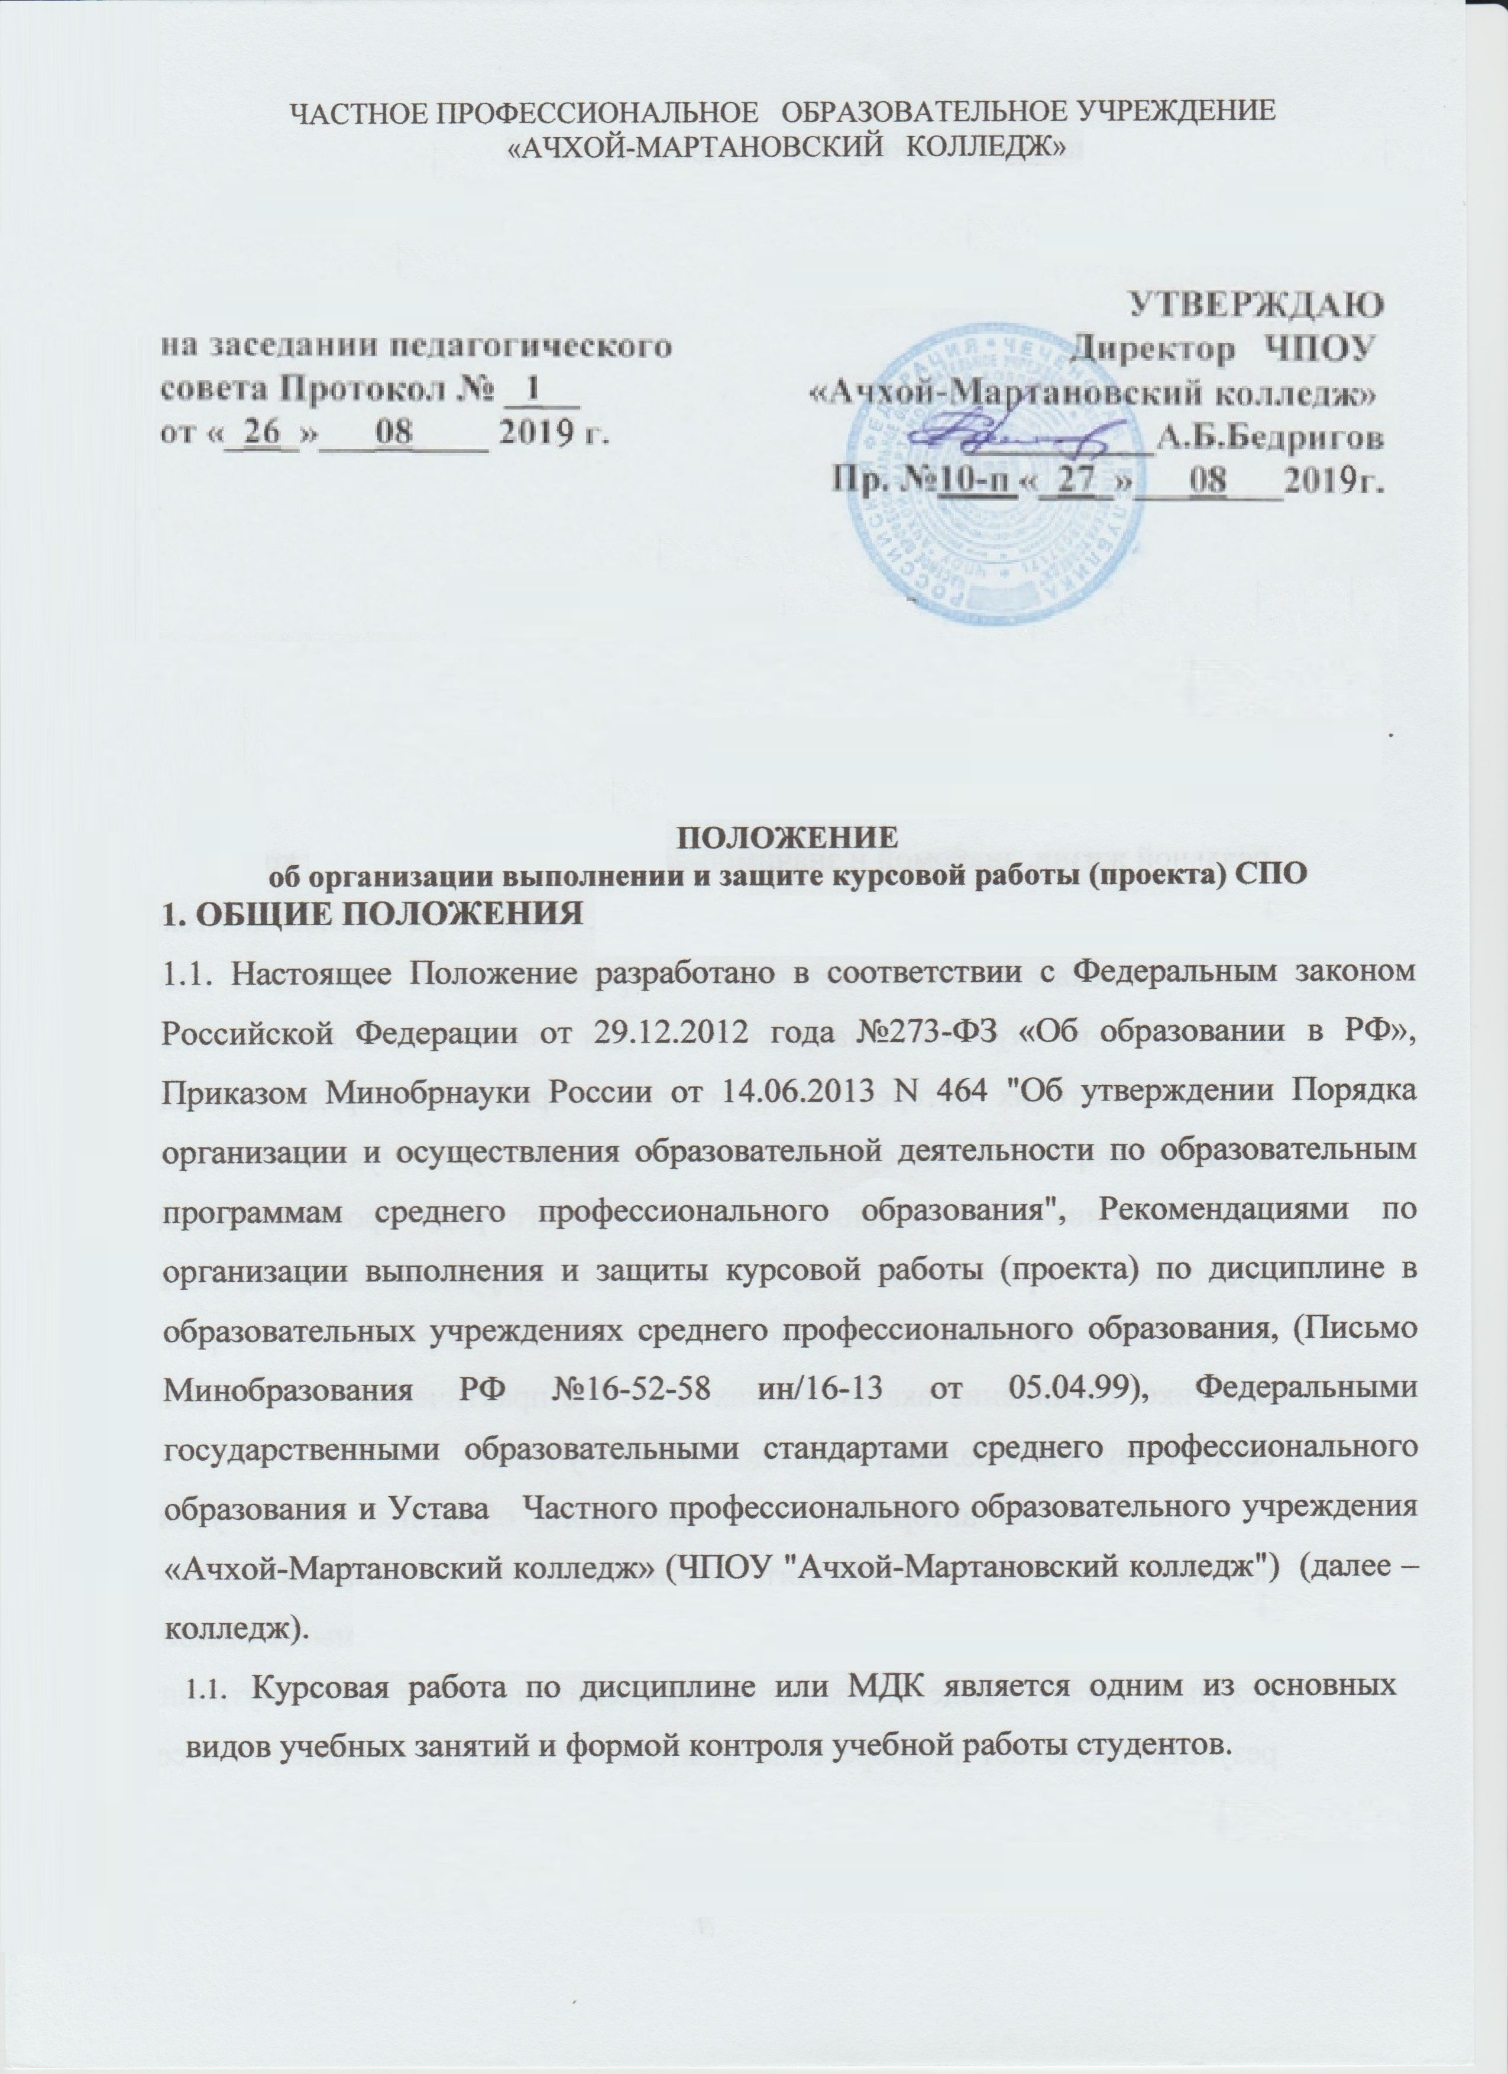 ЧАСТНОЕ ПРОФЕССИОНАЛЬНОЕ ОБРАЗОВАТЕЛЬНОЕ УЧРЕЖДЕНИЕ
«АЧХОЙ-МАРТАНОВСКИЙ КОЛЛЕДЖ»
на заседании педагогического
совета Протокол № 1
от « 26 » 08 2019 г.
УТВЕРЖДАЮ
Директор ЧПОУ
«Ачхой-Мартановский колледж»
А.Б.Бедригов
Пр. №10-п « 27 » 08 2019г.
ПОЛОЖЕНИЕ
об организации выполнении и защите курсовой работы (проекта) СПО
1. ОБЩИЕ ПОЛОЖЕНИЯ
1.1. Настоящее Положение разработано в соответствии с Федеральным законом
Российской Федерации от 29.12.2012 года №273-ФЗ «Об образовании в РФ»,
Приказом Минобрнауки России от 14.06.2013 N 464 "Об утверждении Порядка
организации и осуществления образовательной деятельности по образовательным
программам среднего профессионального образования", Рекомендациями по
организации выполнения и защиты курсовой работы (проекта) по дисциплине в
образовательных учреждениях среднего профессионального образования, (Письмо
Минобразования РФ №16-52-58 ин/16-13 от 05.04.99), Федеральными
государственными образовательными стандартами среднего профессионального
образования и Устава Частного профессионального образовательного учреждения
«Ачхой-Мартановский колледж» (ЧПОУ "Ачхой-Мартановский колледж") (далее –
колледж).
1.1. Курсовая работа по дисциплине или МДК является одним из основных
видов учебных занятий и формой контроля учебной работы студентов.